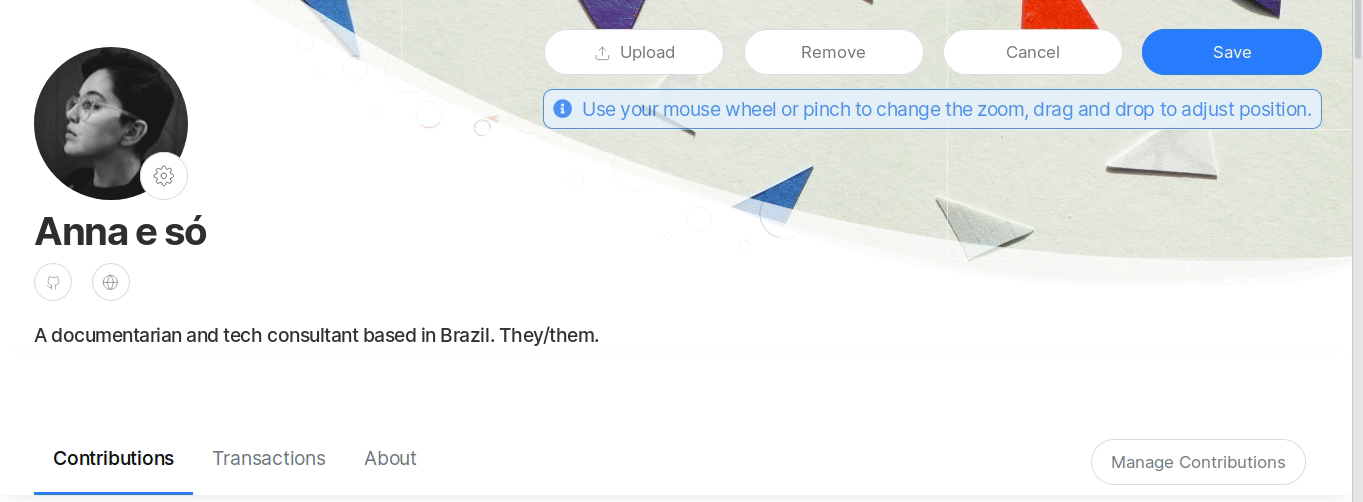 Upload
Remove
Cancel
Save
Use your mouse wheel or pinch to change the zoom, drag and drop to adjust position.
Anna e só
A documentarian and tech consultant based in Brazil. They/them.
Contributions
Transactions
About
Manage Contributions